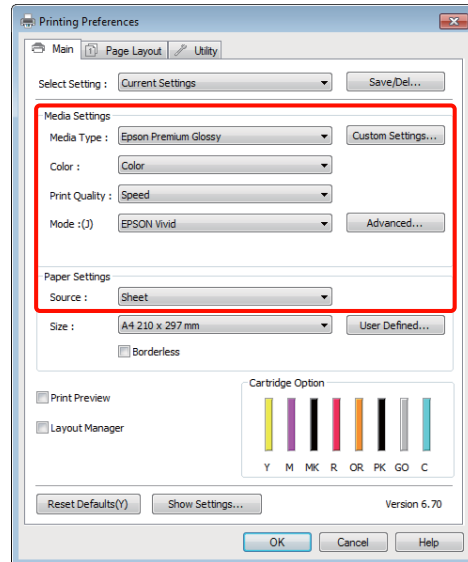 Printing Preferences
Main Page Layout Utility
Select Setting : Current Settings Save/Del...
Media Settings
Media Type : Epson Premium Glossy Custom Settings...
Color : Color
Print Quality : Speed
Mode :(J) EPSON Vivid Advanced...
Paper Settings
Source : Sheet
Size : A4 210 x 297 mm User Defined...
Borderless
Print Preview
Layout Manager
Cartridge Option
Y M MK R OR PK GO C
Reset Defaults(Y) Show Settings... Version 6.70
OK Cancel Help